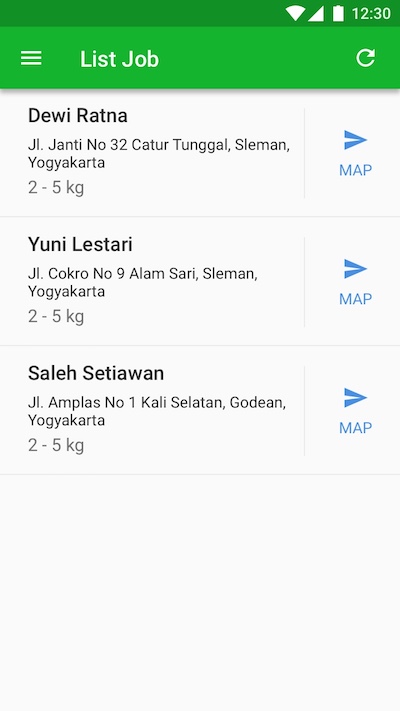 12:30
List Job
Dewi Ratna
Jl. Janti No 32 Catur Tunggal, Sleman,
Yogyakarta
2 - 5 kg
MAP
Yuni Lestari
Jl. Cokro No 9 Alam Sari, Sleman,
Yogyakarta
2 - 5 kg
MAP
Saleh Setiawan
Jl. Amplas No 1 Kali Selatan, Godean,
Yogyakarta
2 - 5 kg
MAP